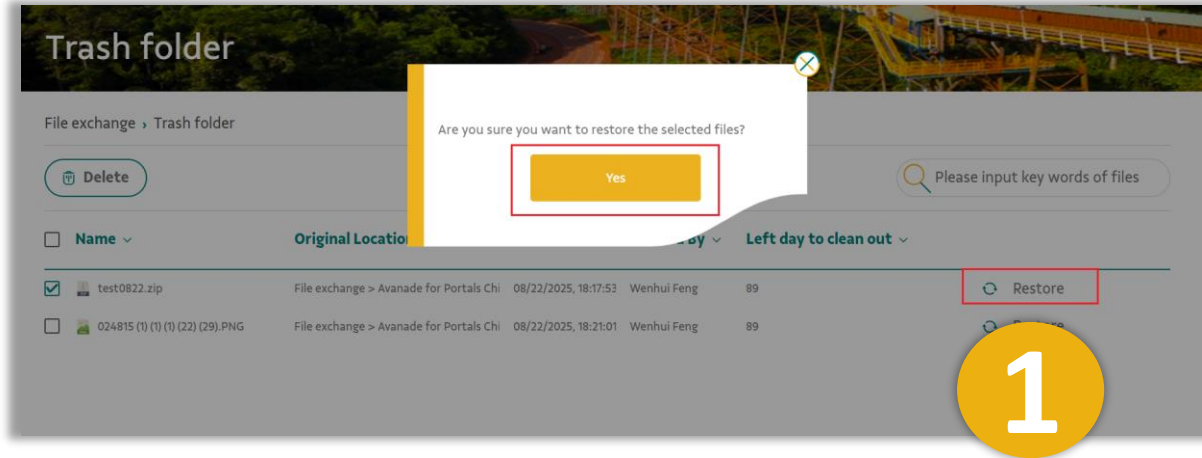 Trash folder
File exchange › Trash folder
Are you sure you want to restore the selected files?
Yes
Delete
Please input key words of files
Name
Original Location
By
Left day to clean out
test0822.zip File exchange > Avanade for Portals Chi 08/22/2025, 18:17:53 Wenhui Feng 89 Restore
024815 (1) (1) (1) (22) (29).PNG File exchange > Avanade for Portals Chi 08/22/2025, 18:21:01 Wenhui Feng 89 Restore
1